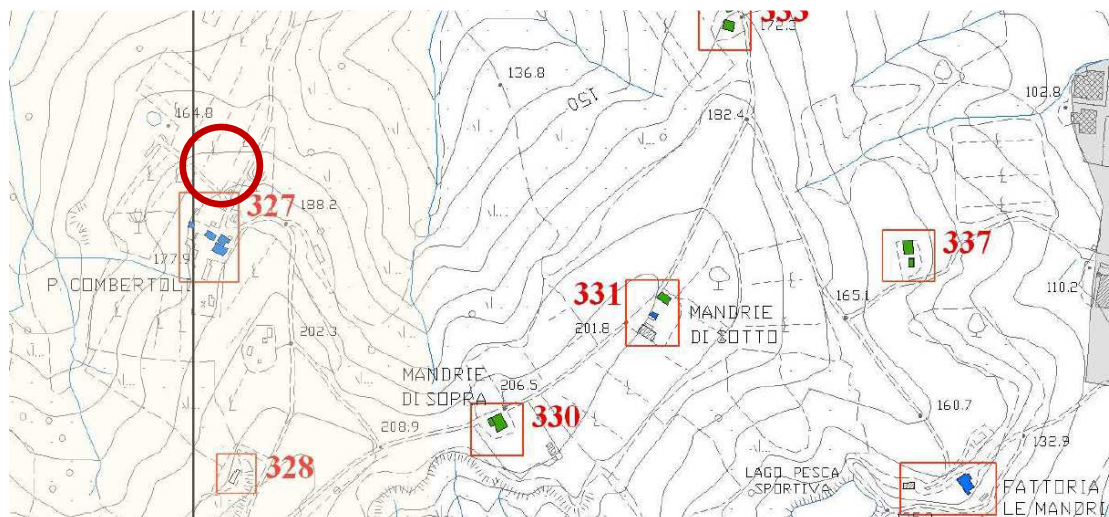 333
172.3
136.8
102.8
150
164.8
182.4
327
188.2
337
177.9
P. COMBERTOLI
110.2
331
MANDRIE
DI SOTTO
165.1
201.8
202.3
MANDRIE
DI SOPRA
206.5
160.7
330
208.9
132.9
328
LAGO PESCA
SPORTIVA
FATTORIA
LE MANDRI